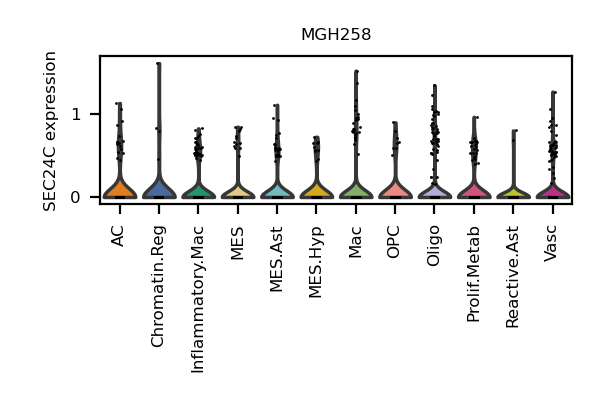 MGH258
SEC24C expression
1
0
AC
Chromatin.Reg
Inflammatory.Mac
MES
MES.Ast
MES.Hyp
Mac
OPC
Oligo
Prolif.Metab
Reactive.Ast
Vasc